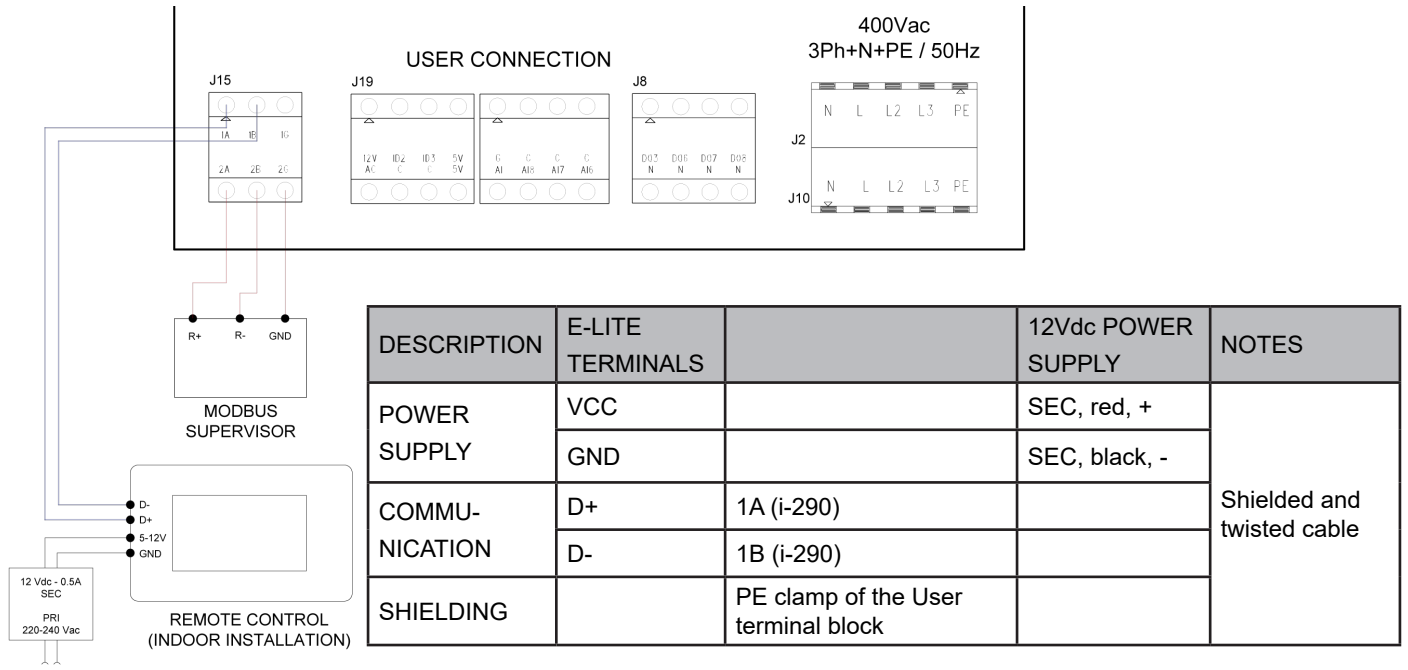 400Vac
3Ph+N+PE / 50Hz
USER CONNECTION
J15
J19
J8
1A 1B 1G
2A 2B 2G
12V ID2 ID3 5V
AC C C 5V
G C C C
AI AI8 AI7 AI6
D03 D06 D07 D08
N N N N
J2
N L L2 L3 PE
J10
N L L2 L3 PE
R+ R- GND
MODBUS
SUPERVISOR
D-
D+
5-12V
GND
12 Vdc - 0.5A
SEC
PRI
220-240 Vac
REMOTE CONTROL
(INDOOR INSTALLATION)
DESCRIPTION
E-LITE
TERMINALS
12Vdc POWER
SUPPLY
NOTES
POWER
SUPPLY
VCC
SEC, red, +
GND
SEC, black, -
COMMU-
NICATION
D+
1A (i-290)
D-
1B (i-290)
SHIELDING
PE clamp of the User
terminal block
Shielded and
twisted cable